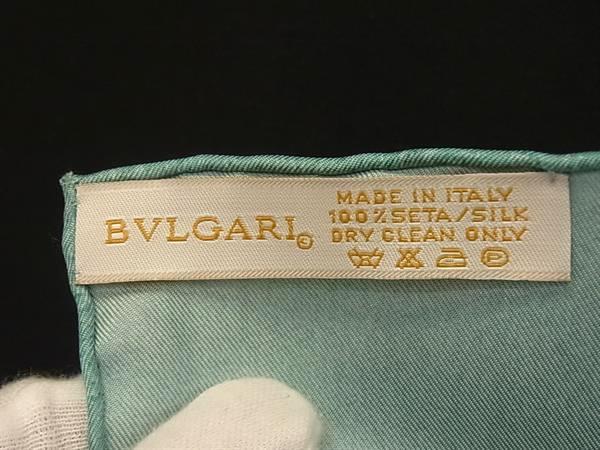 BVLGARI©
MADE IN ITALY
100% SETA/SILK
DRY CLEAN ONLY
P